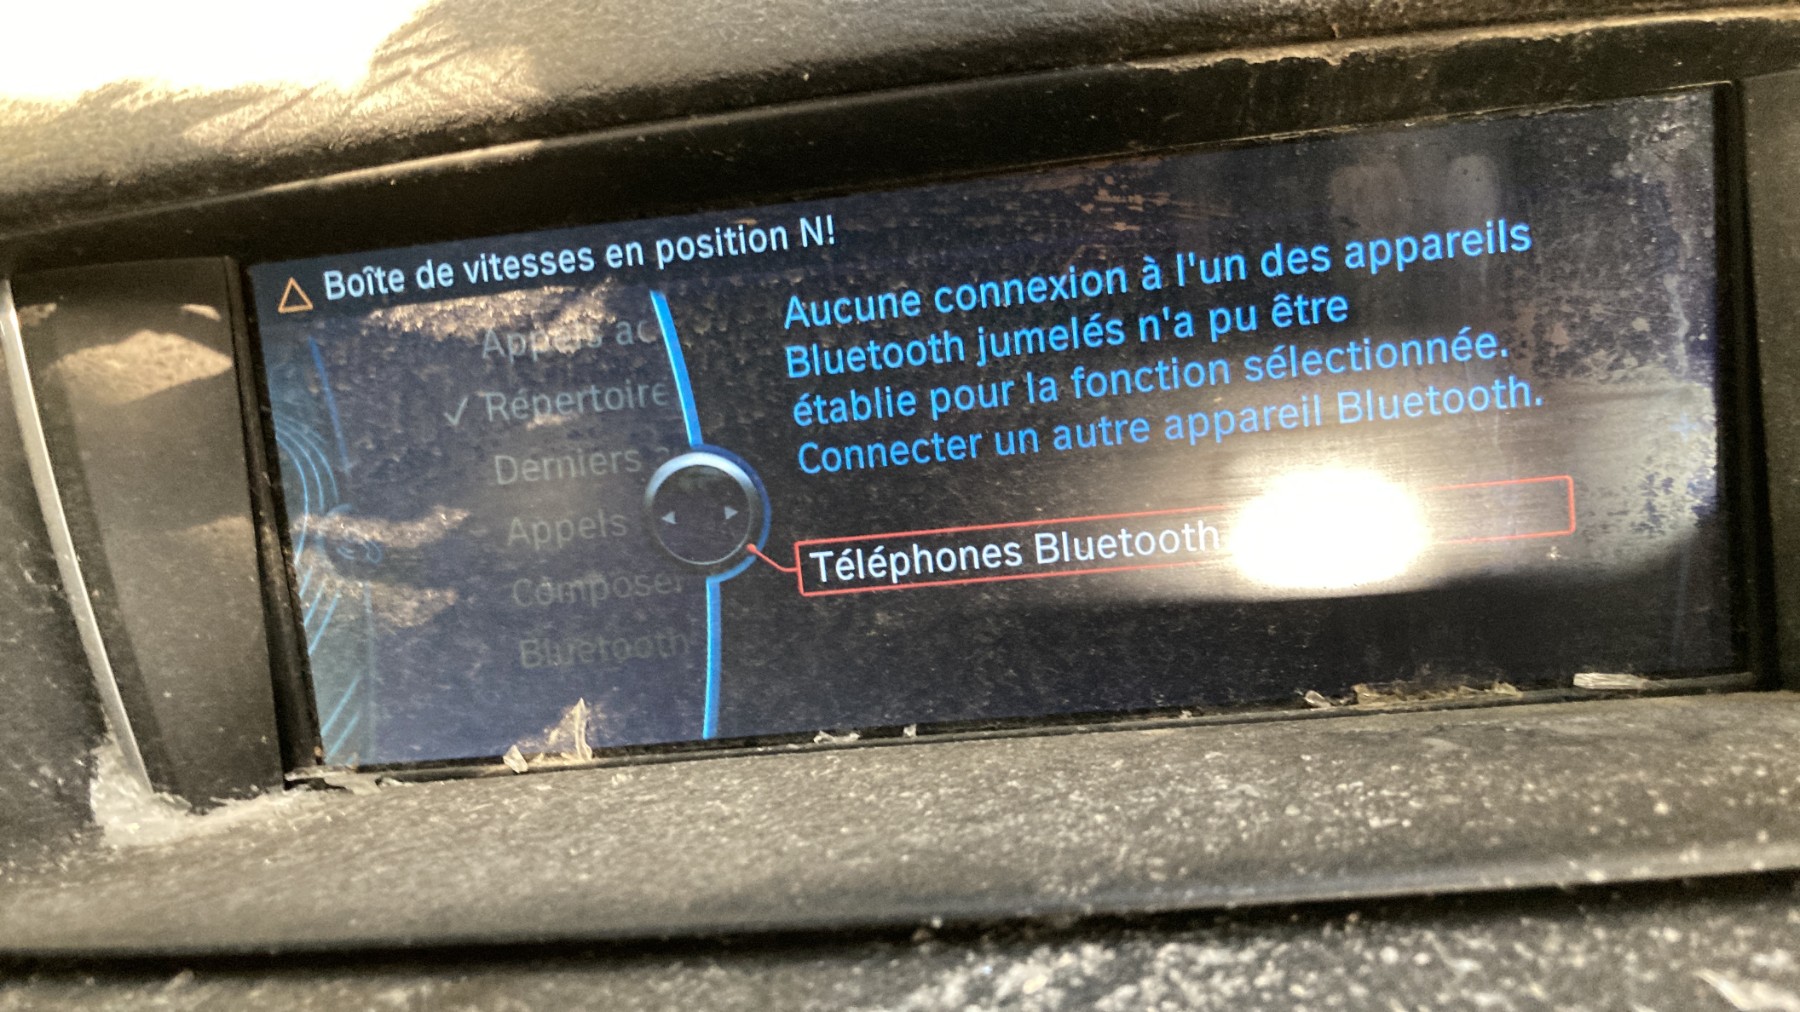 Boîte de vitesses en position N!
Appels
Répertoire
Derniers
Appels
Composer
Bluetooth
Aucune connexion à l'un des appareils
Bluetooth jumelés n'a pu être
établie pour la fonction sélectionnée.
Connecter un autre appareil Bluetooth.
Téléphones Bluetooth